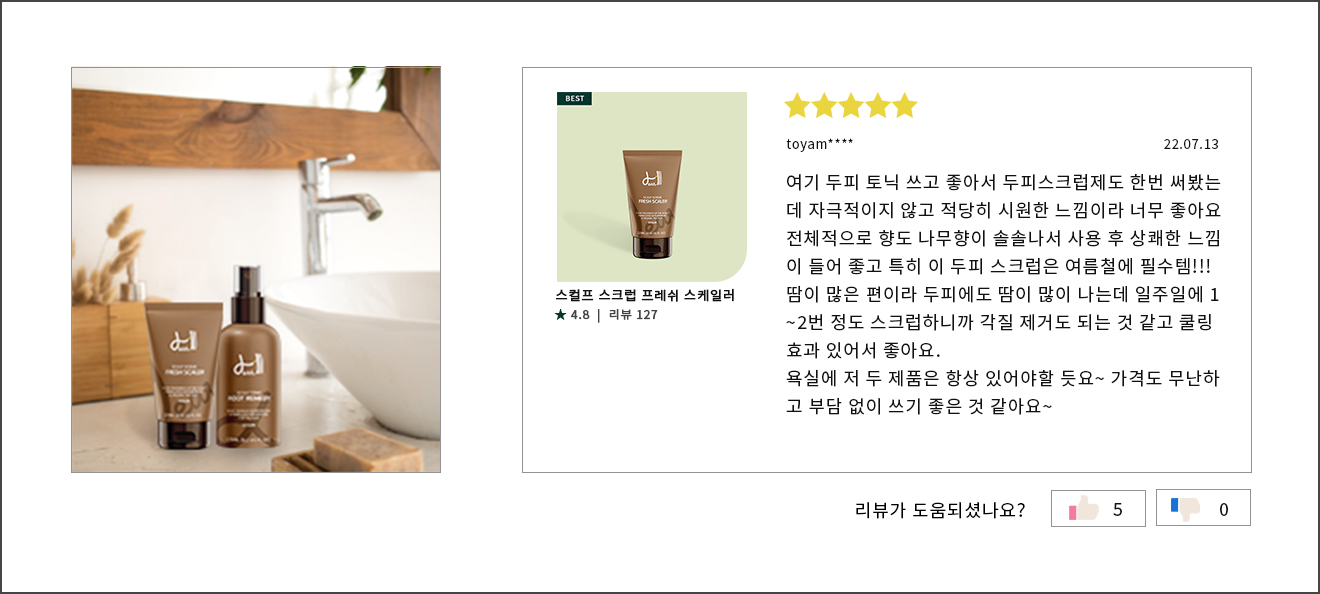 BEST
FRESH SCALER
스컬프 스크럽 프레쉬 스케일러
★ 4.8 | 리뷰 127
toyam****
22.07.13
여기 두피 토닉 쓰고 좋아서 두피스크럽제도 한번 써봤는
데 자극적이지 않고 적당히 시원한 느낌이라 너무 좋아요
전체적으로 향도 나무향이 솔솔나서 사용 후 상쾌한 느낌
이 들어 좋고 특히 이 두피 스크럽은 여름철에 필수템!!!
땀이 많은 편이라 두피에도 땀이 많이 나는데 일주일에 1
~2번 정도 스크럽하니까 각질 제거도 되는 것 같고 쿨링
효과 있어서 좋아요.
욕실에 저 두 제품은 항상 있어야할 듯요~ 가격도 무난하
고 부담 없이 쓰기 좋은 것 같아요~
FRESH SCALER
ROOT REMEDY
리뷰가 도움되셨나요?
5
0